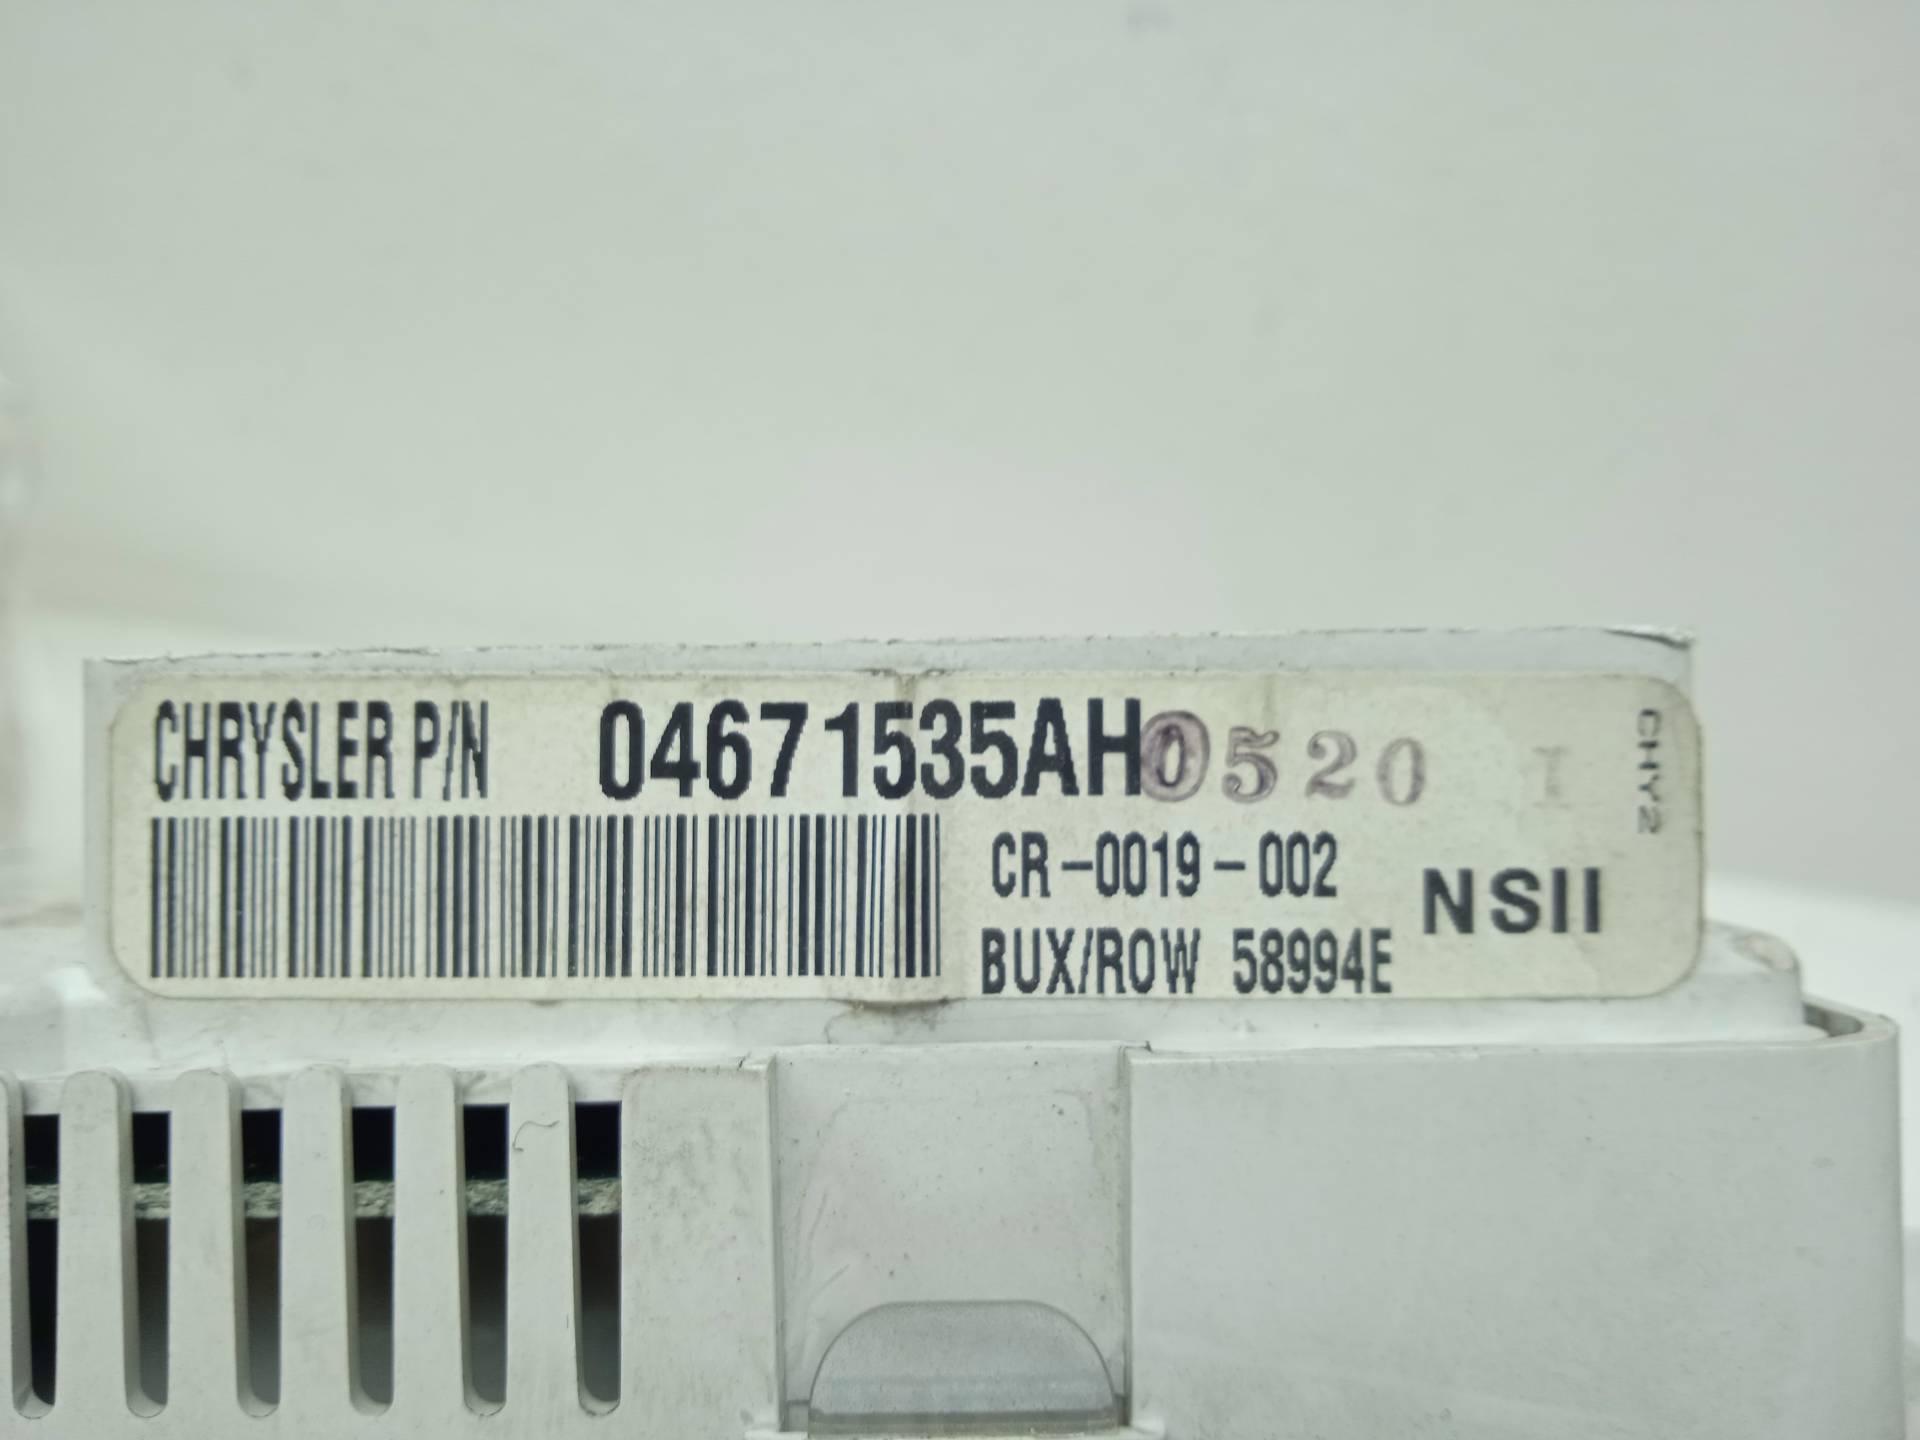 CHRYSLER P/N 04671535AH 0520 I
CHY2
CR-0019-002
NSII
BUX/ROW 58994E